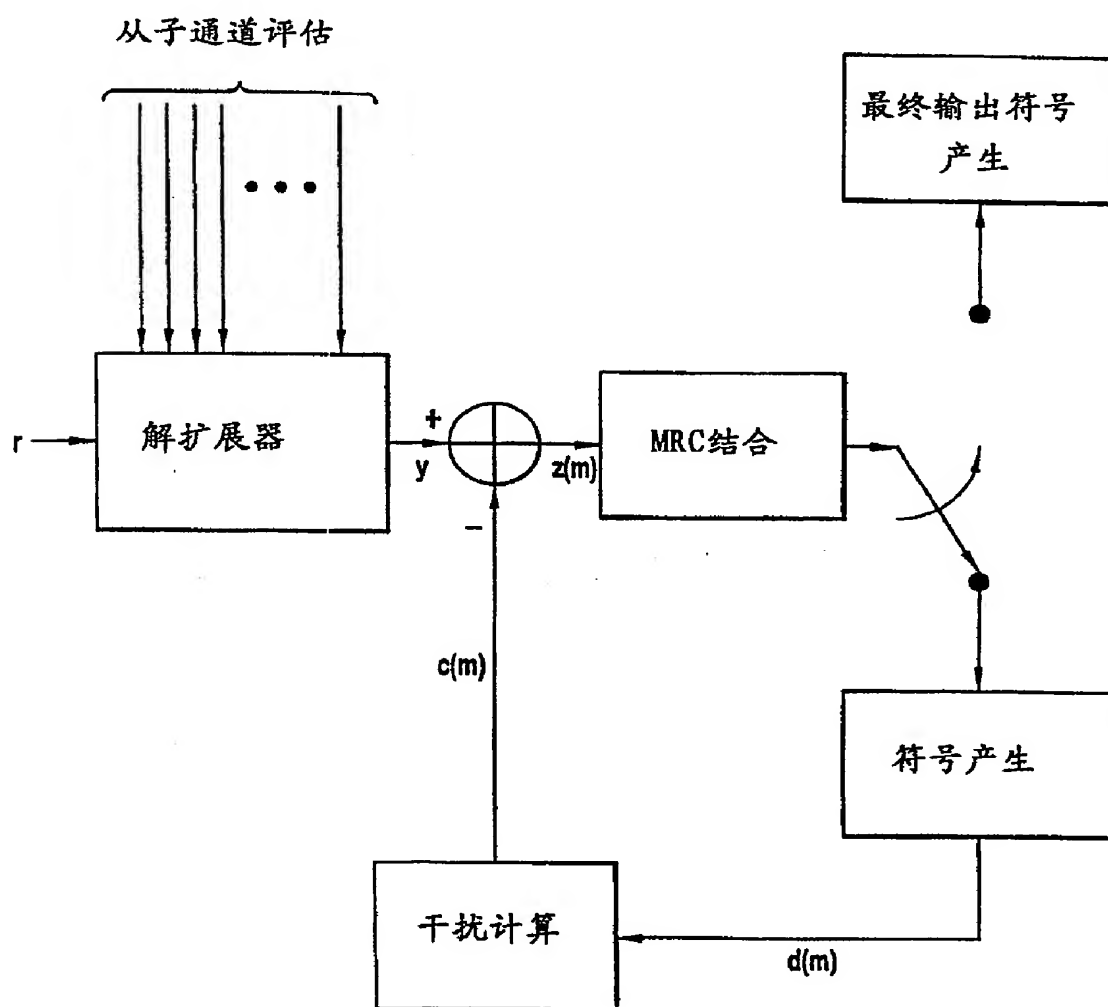 从子通道评估
最终输出符号
产生
r
解扩展器
+
y
−
z(m)
MRC结合
c(m)
符号产生
干扰计算
d(m)